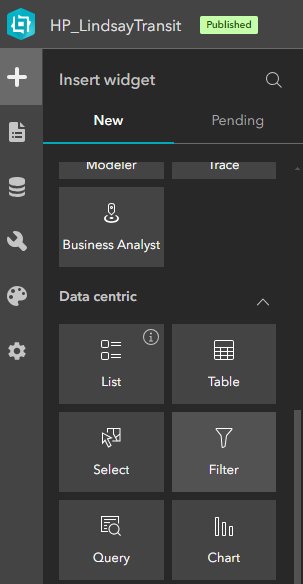 HP_LindsayTransit Published
Insert widget
New Pending
Modeler Trace
Business Analyst
Data centric
List Table
Select Filter
Query Chart